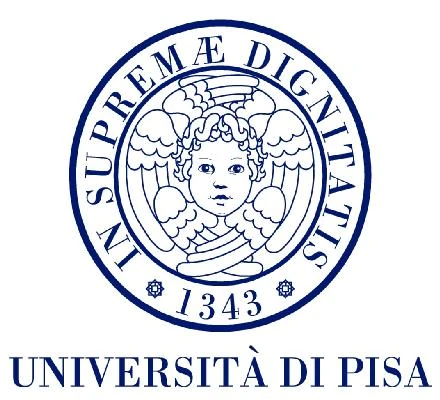 IN SUPREMÆ DIGNITATIS
1343
UNIVERSITÀ DI PISA